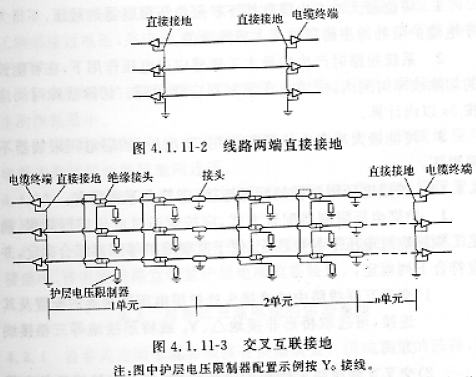 直接接地 直接接地 电缆终端
图 4.1.11-2 线路两端直接接地
电缆终端 直接接地 绝缘接头 接头 直接接地 电缆终端
护层电压限制器
1单元 2单元 n单元
图 4.1.11-3 交叉互联接地
注:图中护层电压限制器配置示例按 Y₀ 接线。